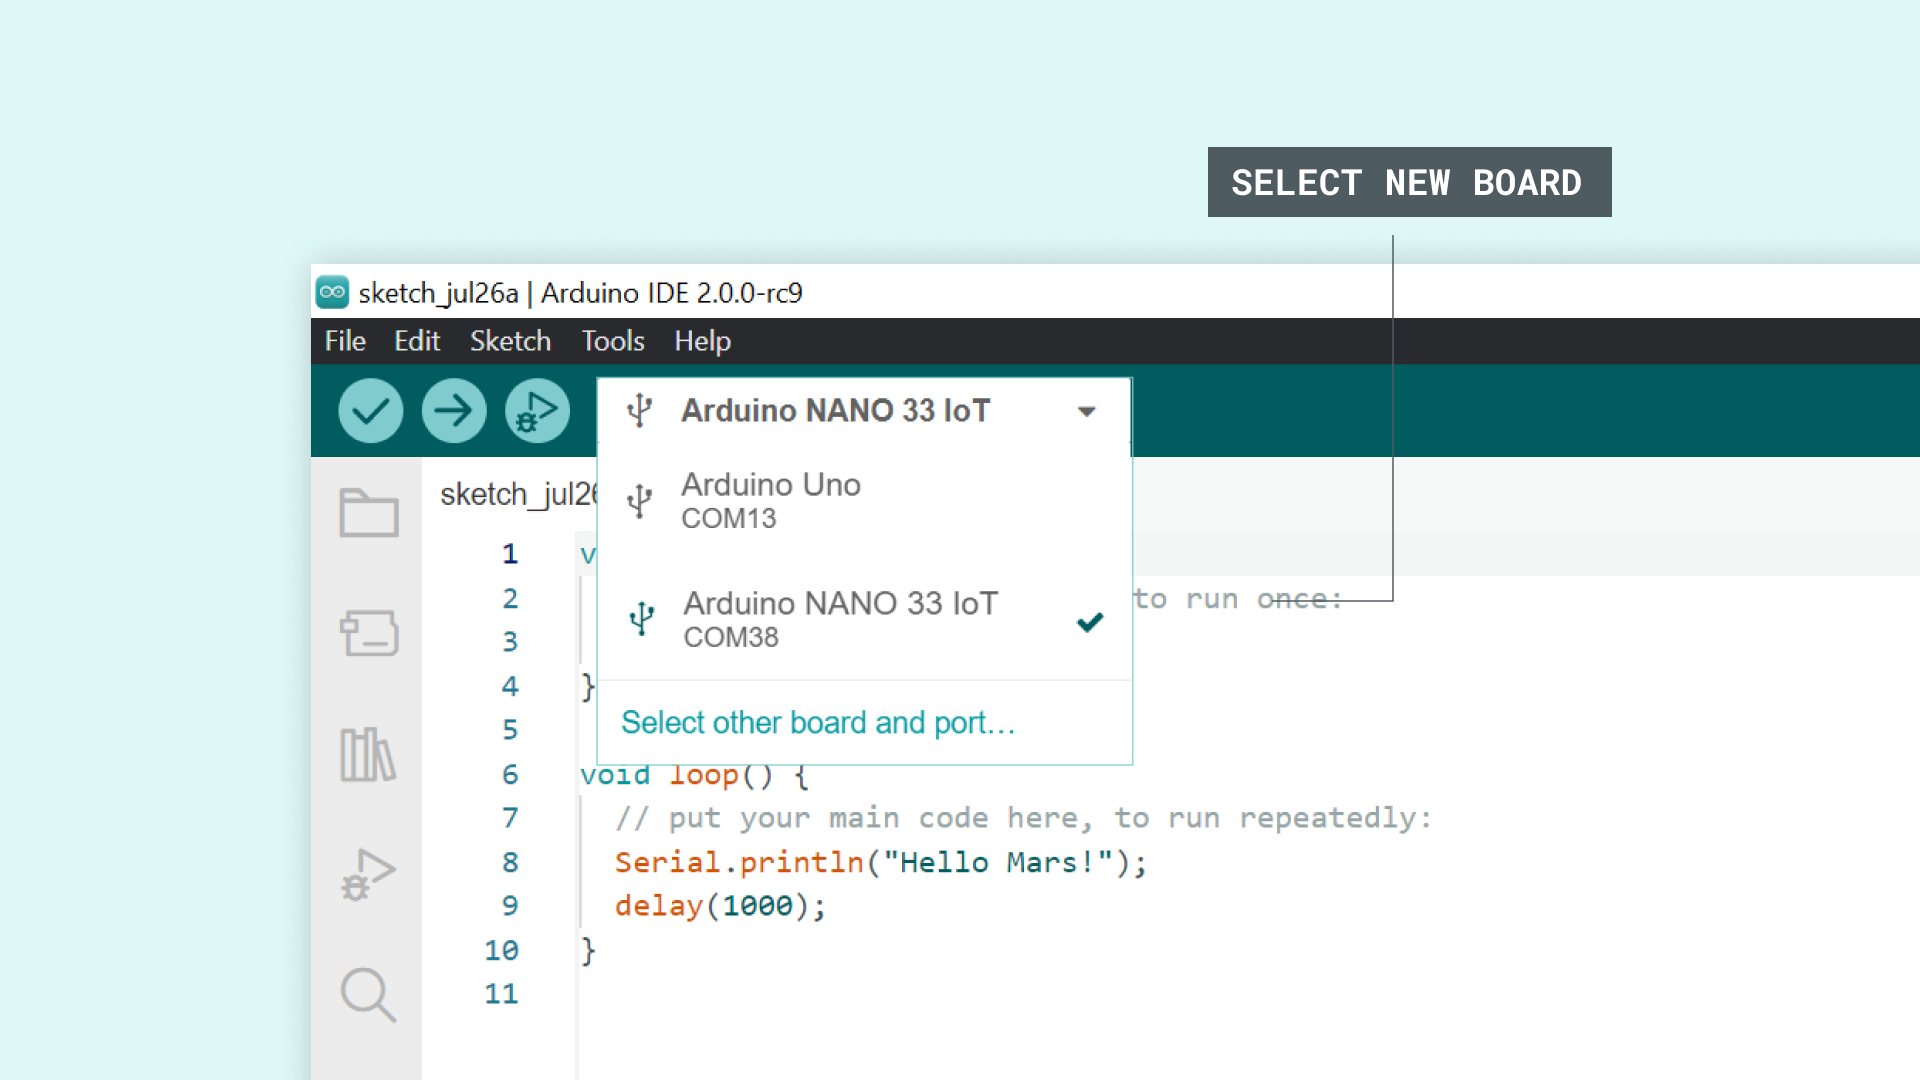 SELECT NEW BOARD
sketch_jul26a | Arduino IDE 2.0.0-rc9
File Edit Sketch Tools Help
Arduino NANO 33 IoT
Arduino Uno
COM13
Arduino NANO 33 IoT
COM38
Select other board and port...
sketch_jul26
1 v
2 to run once:
3
4 }
5
6 void loop() {
7 // put your main code here, to run repeatedly:
8 Serial.println("Hello Mars!");
9 delay(1000);
10 }
11